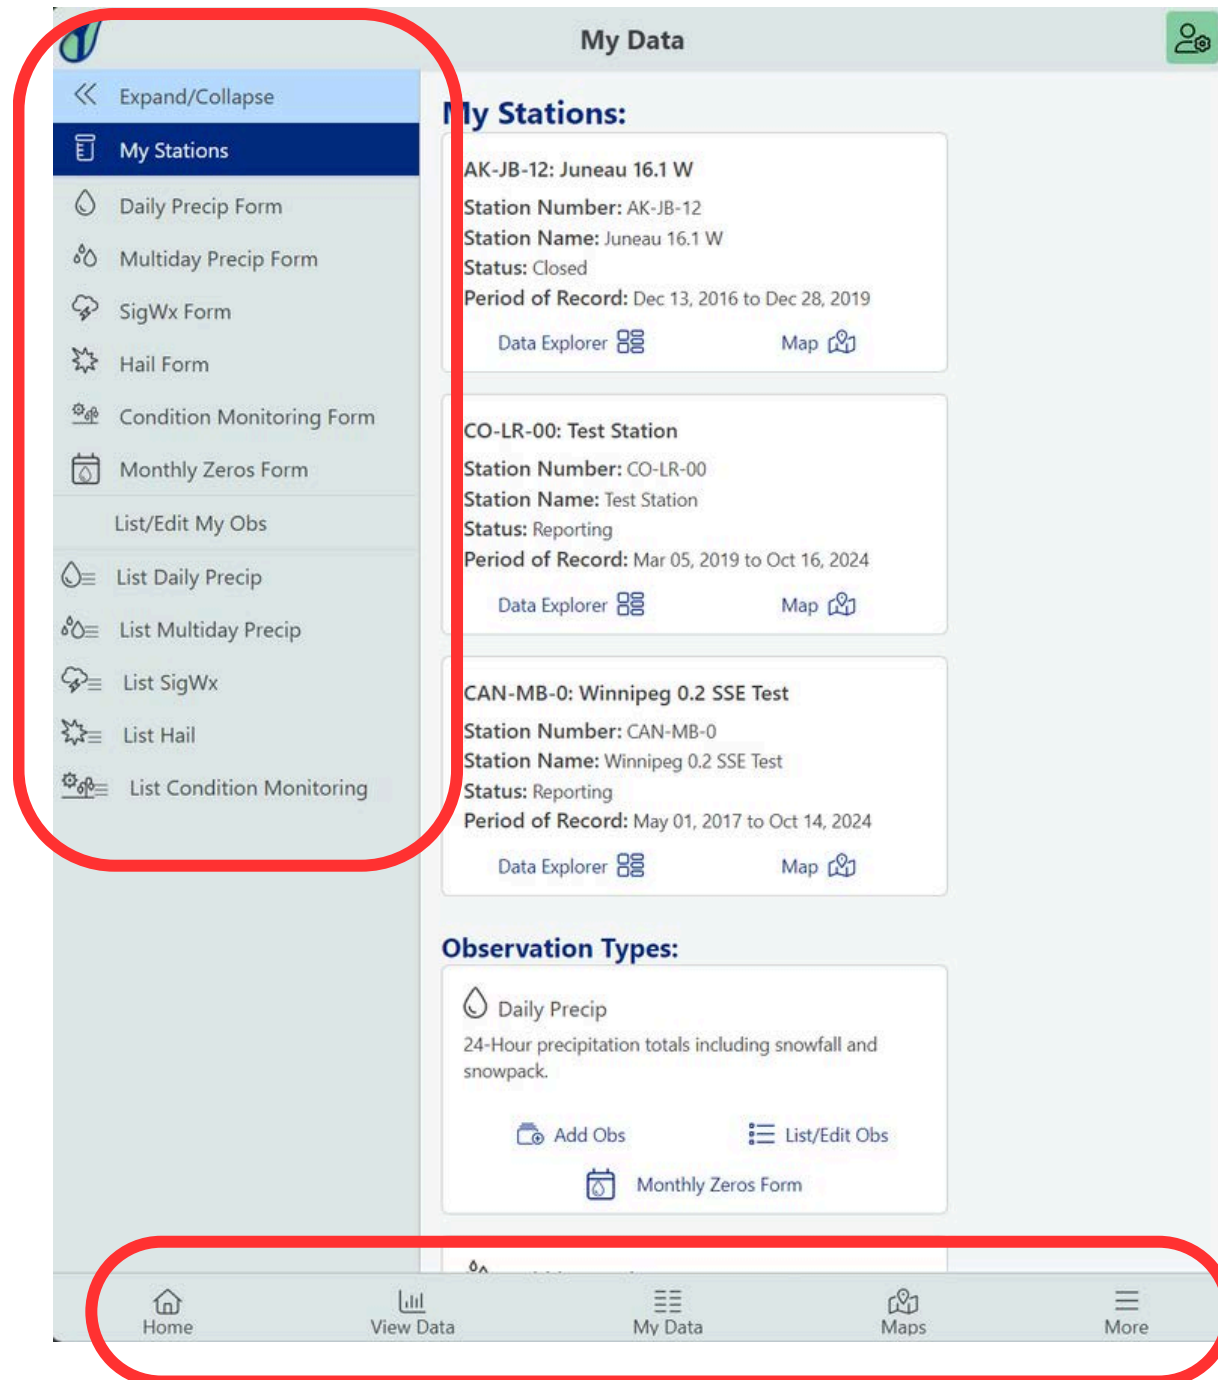 My Data
Expand/Collapse
My Stations
Daily Precip Form
Multiday Precip Form
SigWx Form
Hail Form
Condition Monitoring Form
Monthly Zeros Form
List/Edit My Obs
List Daily Precip
List Multiday Precip
List SigWx
List Hail
List Condition Monitoring
My Stations:
AK-JB-12: Juneau 16.1 W
Station Number: AK-JB-12
Station Name: Juneau 16.1 W
Status: Closed
Period of Record: Dec 13, 2016 to Dec 28, 2019
Data Explorer Map
CO-LR-00: Test Station
Station Number: CO-LR-00
Station Name: Test Station
Status: Reporting
Period of Record: Mar 05, 2019 to Oct 16, 2024
Data Explorer Map
CAN-MB-0: Winnipeg 0.2 SSE Test
Station Number: CAN-MB-0
Station Name: Winnipeg 0.2 SSE Test
Status: Reporting
Period of Record: May 01, 2017 to Oct 14, 2024
Data Explorer Map
Observation Types:
Daily Precip
24-Hour precipitation totals including snowfall and
snowpack.
Add Obs List/Edit Obs
Monthly Zeros Form
Home View Data My Data Maps More